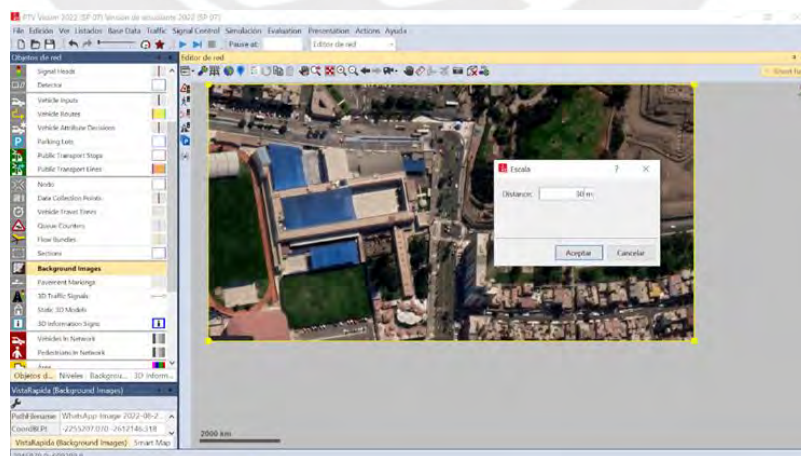 PTV Vissim 2022 (SP 07) Versión de estudiante 2022 (SP 07)
File Edición Ver Listados Base Data Traffic Signal Control Simulación Evaluation Presentation Actions Ayuda
Pause at: Editor de red
Objetos de red
Editor de red
Signal Heads
Detector
Vehicle Inputs
Vehicle Routes
Vehicle Attribute Decisions
Parking Lots
Public Transport Stops
Public Transport Lines
Nodes
Data Collection Points
Vehicle Travel Times
Queue Counters
Flow Bundles
Sections
Background Images
Pavement Markings
3D Traffic Signals
Static 3D Models
3D Information Signs
Vehicles In Network
Pedestrians In Network
Objetos d... Niveles Backgrou... 3D Inform...
Escala ? ×
Distance: 30 m
Aceptar Cancelar
VistaRapida (Background Images)
PathFilename WhatsApp Image 2022-08-2...
CoordBLPt -2255207.070 -2612146.318
VistaRapida (Background Images) Smart Map
2000 km